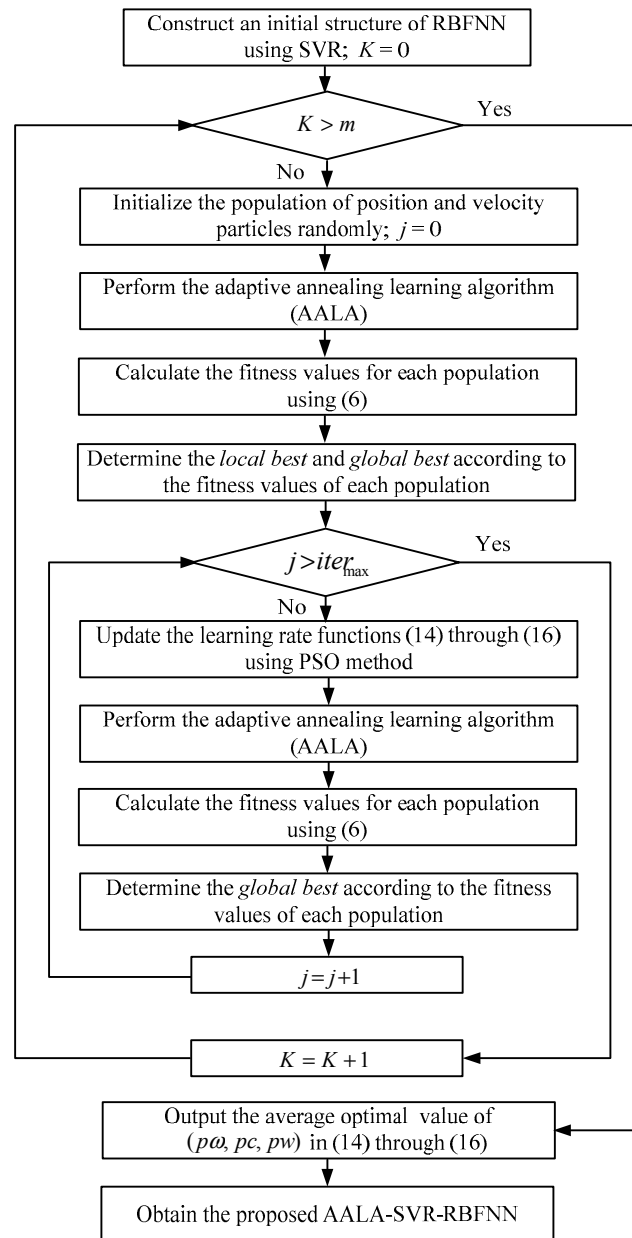 Construct an initial structure of RBFNN
using SVR; K = 0
K > m
Yes
No
Initialize the population of position and velocity
particles randomly; j = 0
Perform the adaptive annealing learning algorithm
(AALA)
Calculate the fitness values for each population
using (6)
Determine the local best and global best according to
the fitness values of each population
j>iter_max
Yes
No
Update the learning rate functions (14) through (16)
using PSO method
Perform the adaptive annealing learning algorithm
(AALA)
Calculate the fitness values for each population
using (6)
Determine the global best according to the fitness
values of each population
j= j+1
K = K +1
Output the average optimal value of
(pω, pc, pw) in (14) through (16)
Obtain the proposed AALA-SVR-RBFNN